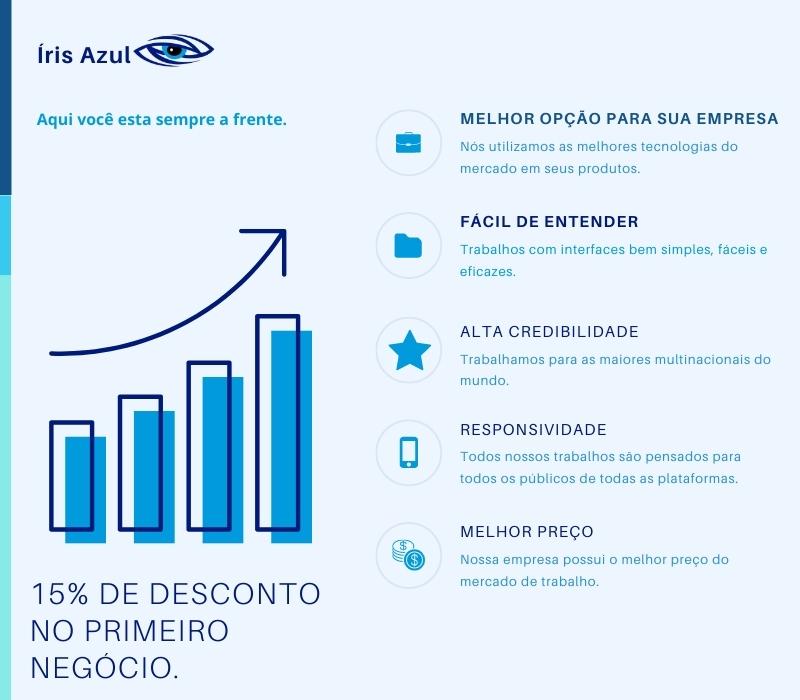 Íris Azul
Aqui você esta sempre a frente.
MELHOR OPÇÃO PARA SUA EMPRESA
Nós utilizamos as melhores tecnologias do
mercado em seus produtos.
FÁCIL DE ENTENDER
Trabalhos com interfaces bem simples, fáceis e
eficazes.
ALTA CREDIBILIDADE
Trabalhamos para as maiores multinacionais do
mundo.
RESPONSIVIDADE
Todos nossos trabalhos são pensados para
todos os públicos de todas as plataformas.
MELHOR PREÇO
Nossa empresa possui o melhor preço do
mercado de trabalho.
15% DE DESCONTO
NO PRIMEIRO
NEGÓCIO.